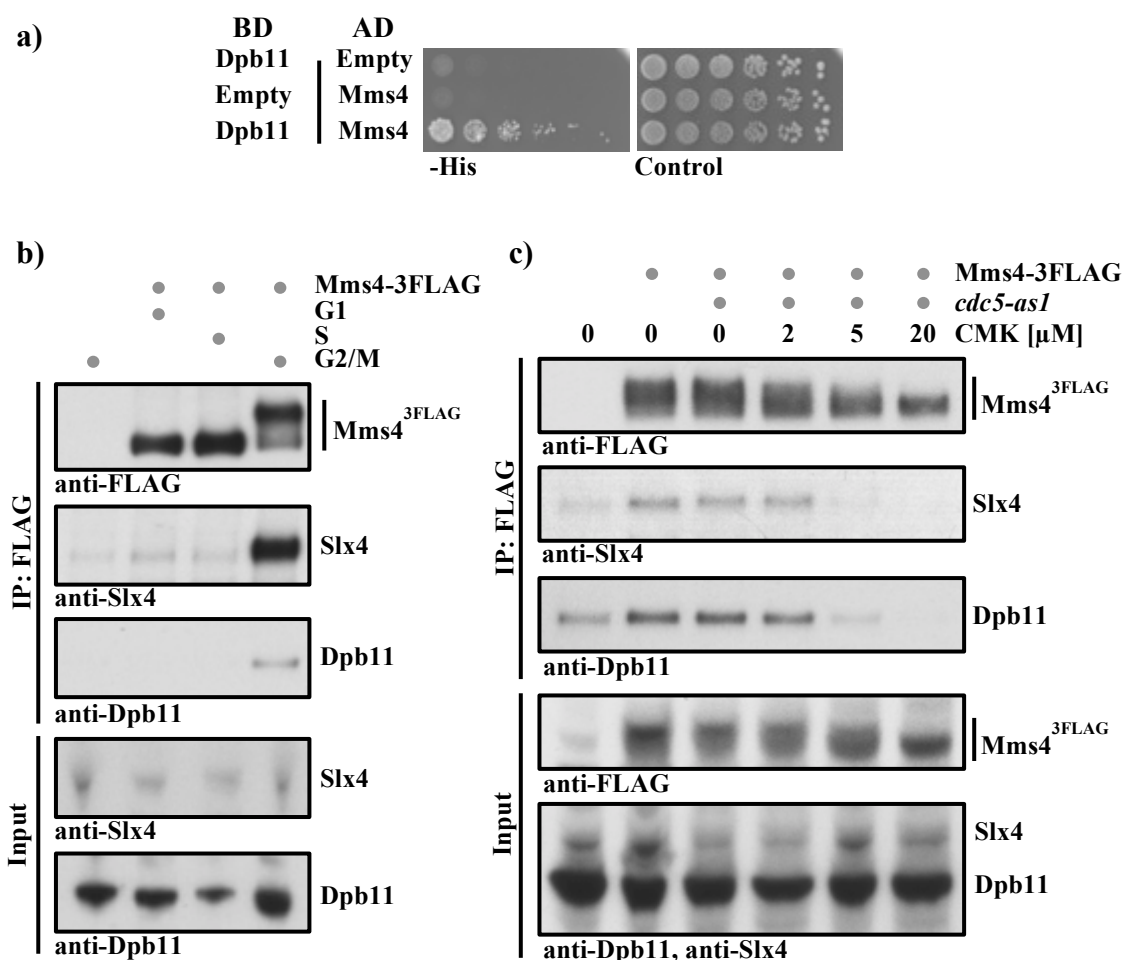 a)
BD AD
Dpb11 Empty
Empty Mms4
Dpb11 Mms4
-His Control
b)
Mms4-3FLAG
G1
S
G2/M
IP: FLAG
Mms4 3FLAG
anti-FLAG
Slx4
anti-Slx4
Dpb11
anti-Dpb11
Input
Slx4
anti-Slx4
Dpb11
anti-Dpb11
c)
Mms4-3FLAG
cdc5-as1
0 0 0 2 5 20 CMK [µM]
IP: FLAG
Mms4 3FLAG
anti-FLAG
Slx4
anti-Slx4
Dpb11
anti-Dpb11
Input
Mms4 3FLAG
anti-FLAG
Slx4
Dpb11
anti-Dpb11, anti-Slx4